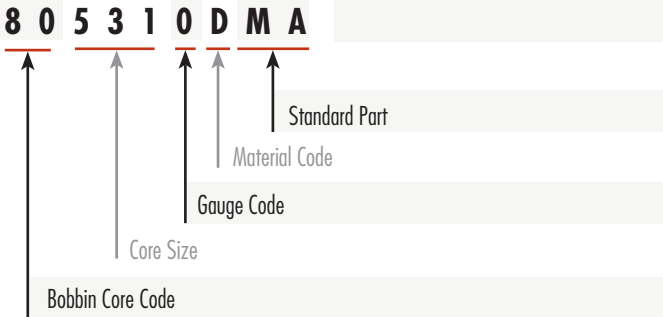 8 0 5 3 1 0 D M A
Standard Part
Material Code
Gauge Code
Core Size
Bobbin Core Code